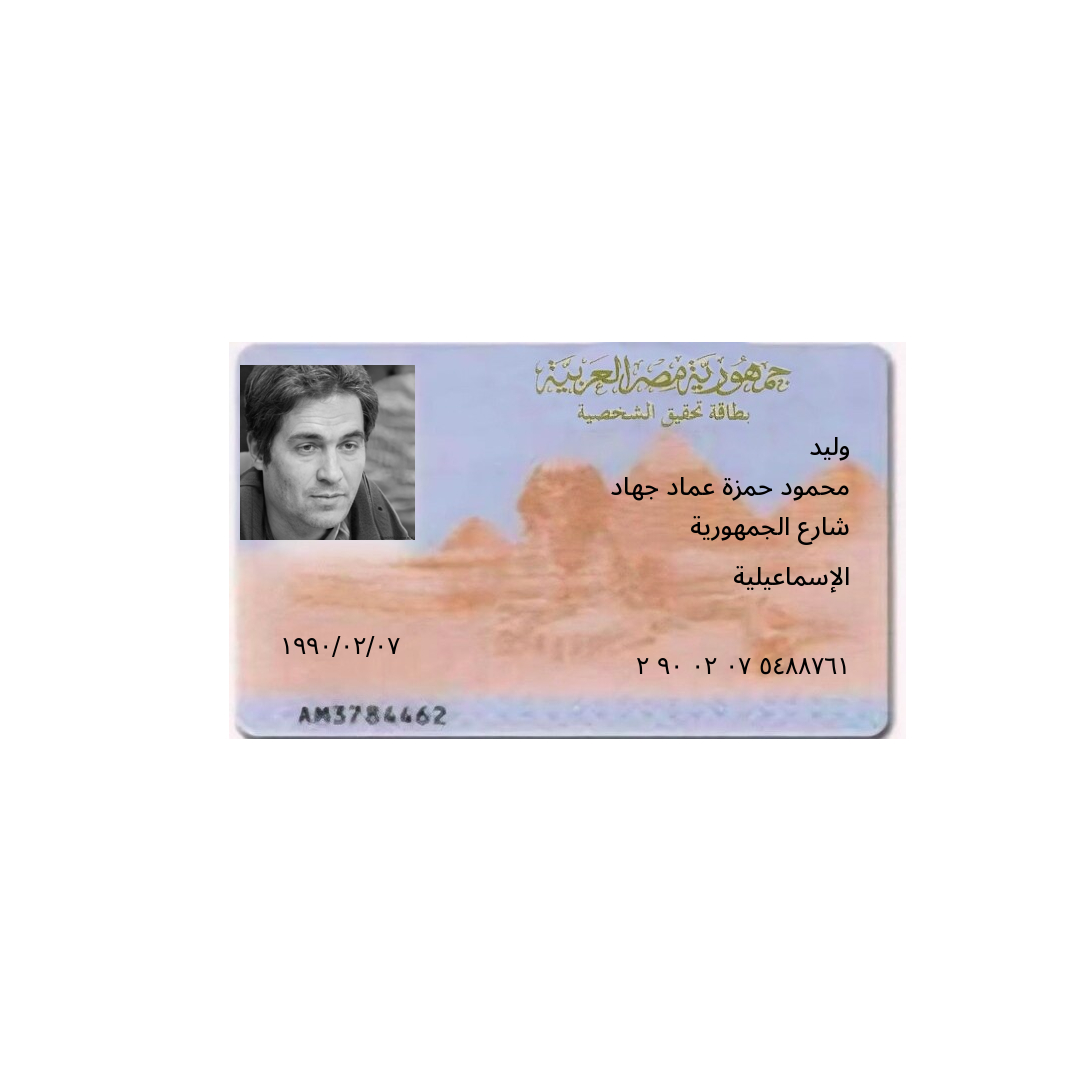 جمهورية مصر العربية
بطاقة تحقيق الشخصية
وليد
محمود حمزة عماد جهاد
شارع الجمهورية
الإسماعيلية
١٩٩٠/٠٢/٠٧
٢ ٩٠ ٠٢ ٠٧ ٥٤٨٨٧٦١
AM3784462